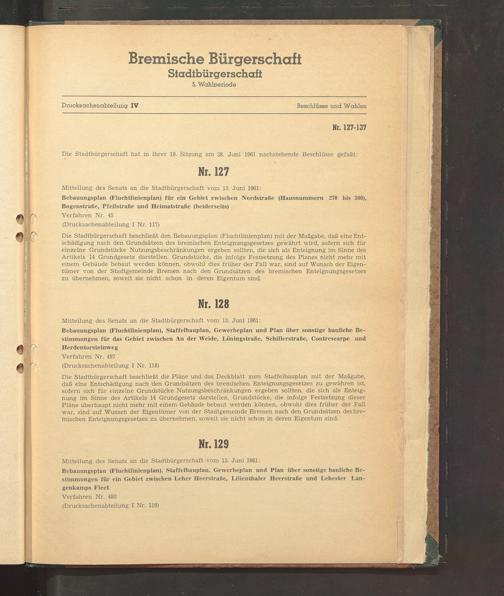 Bremische Bürgerschaft
Stadtbürgerschaft
5. Wahlperiode
Drucksachenabteilung IV
Beschlüsse und Wahlen
Nr. 127-137
Die Stadtbürgerschaft hat in ihrer 19. Sitzung am 28. Juni 1961 nachstehende Beschlüsse gefaßt:
Nr. 127
Mitteilung des Senats an die Stadtbürgerschaft vom 13. Juni 1961:
Bebauungsplan (Fluchtlinienplan) für ein Gebiet zwischen Nordstraße (Hausnummern 278 bis 380),
Bogenstraße, Pfeilstraße und Heimatstraße (beiderseits)
Verfahren Nr. 45
(Drucksachenabteilung I Nr. 117)
Die Stadtbürgerschaft beschließt den Bebauungsplan (Fluchtlinienplan) mit der Maßgabe, daß eine Ent-
schädigung nach den Grundsätzen des bremischen Enteignungsgesetzes gewährt wird, sofern sich für
einzelne Grundstücke Nutzungsbeschränkungen ergeben sollten, die sich als Enteignung im Sinne des
Artikels 14 Grundgesetz darstellen. Grundstücke, die infolge Festsetzung des Planes nicht mehr mit
einem Gebäude bebaut werden können, obwohl dies früher der Fall war, sind auf Wunsch der Eigen-
tümer von der Stadtgemeinde Bremen nach den Grundsätzen des bremischen Enteignungsgesetzes
zu übernehmen, soweit sie nicht schon in deren Eigentum sind.
Nr. 128
Mitteilung des Senats an die Stadtbürgerschaft vom 13. Juni 1961:
Bebauungsplan (Fluchtlinienplan), Staffelbauplan, Gewerbeplan und Plan über sonstige bauliche Be-
stimmungen für das Gebiet zwischen An der Weide, Löningstraße, Schillerstraße, Contrescarpe und
Herdentorsteinweg
Verfahren Nr. 497
(Drucksachenabteilung I Nr. 118)
Die Stadtbürgerschaft beschließt die Pläne und das Deckblatt zum Staffelbauplan mit der Maßgabe,
daß eine Entschädigung nach den Grundsätzen des bremischen Enteignungsgesetzes zu gewähren ist,
sofern sich für einzelne Grundstücke Nutzungsbeschränkungen ergeben sollten, die sich als Enteig-
nung im Sinne des Artikels 14 Grundgesetz darstellen. Grundstücke, die infolge Festsetzung dieser
Pläne überhaupt nicht mehr mit einem Gebäude bebaut werden können, obwohl dies früher der Fall
war, sind auf Wunsch der Eigentümer von der Stadtgemeinde Bremen nach den Grundsätzen des bre-
mischen Enteignungsgesetzes zu übernehmen, soweit sie nicht schon in deren Eigentum sind.
Nr. 129
Mitteilung des Senats an die Stadtbürgerschaft vom 13. Juni 1961:
Bebauungsplan (Fluchtlinienplan), Staffelbauplan, Gewerbeplan und Plan über sonstige bauliche Be-
stimmungen für ein Gebiet zwischen Leher Heerstraße, Lilienthaler Heerstraße und Lehester Lan-
genkamps Fleet
Verfahren Nr. 480
(Drucksachenabteilung I Nr. 119)